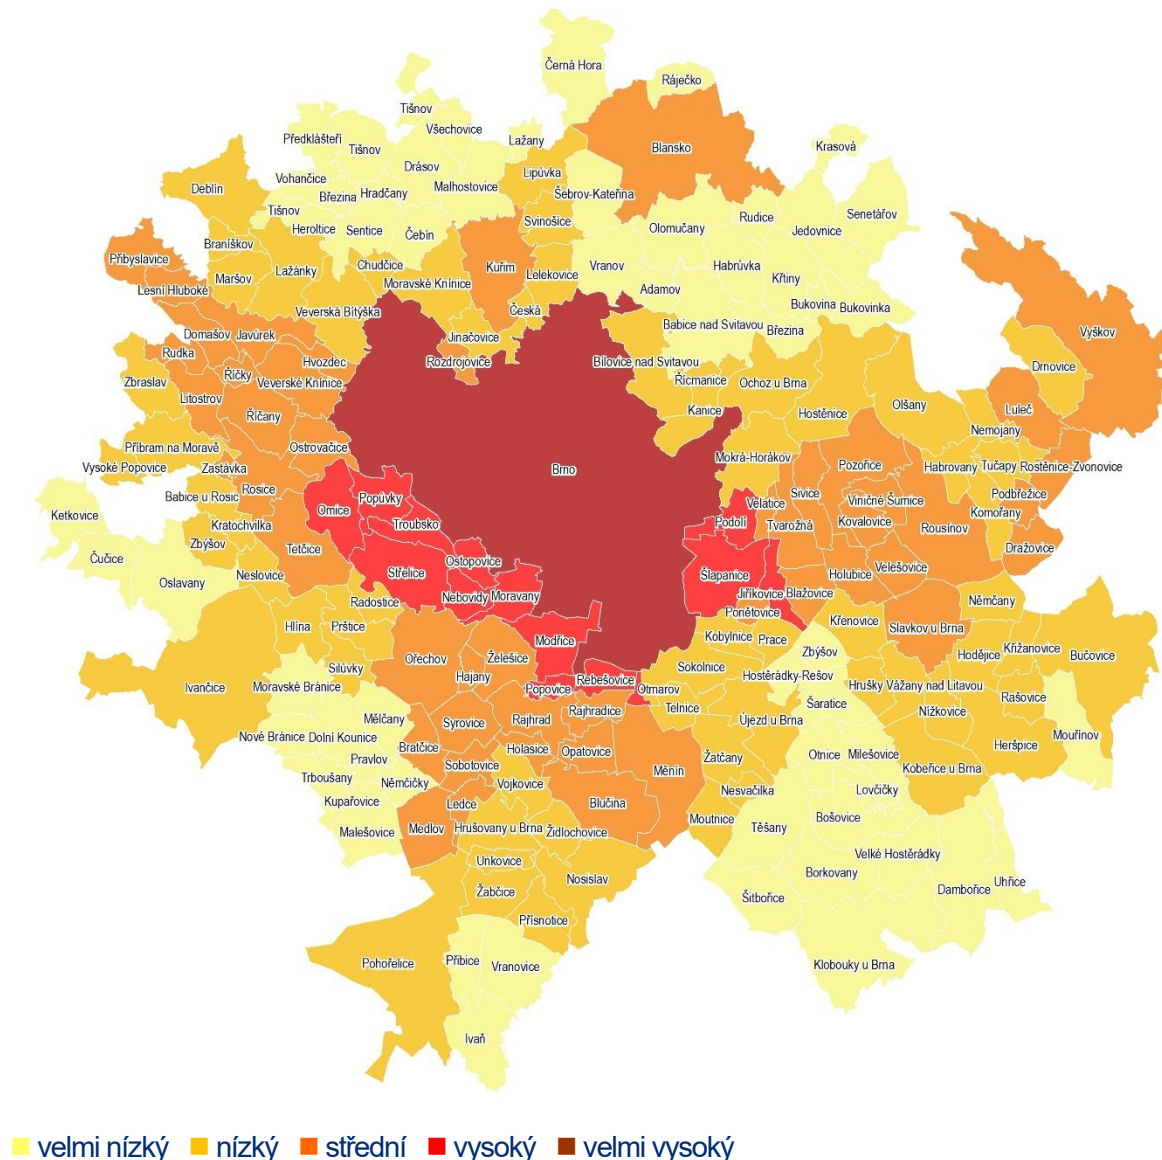 Černá Hora
Ráječko
Tišnov
Všechovice
Předklášteří
Tišnov
Lažany
Blansko
Krasová
Drásov
Lipůvka
Vohančice
Deblín
Březina
Hradčany
Malhostovice
Šebrov-Kateřina
Tišnov
Svinošice
Rudice
Senetářov
Heroltice
Sentice
Čebín
Olomučany
Jedovnice
Braníškov
Přibyslavice
Maršov
Lažánky
Chudčice
Kuřim
Lelekovice
Vranov
Habrůvka
Křtiny
Lesní Hluboké
Moravské Knínice
Adamov
Bukovina
Bukovinka
Veverská Bítýška
Česká
Domašov
Javůrek
Jinačovice
Babice nad Svitavou
Březina
Vyškov
Rudka
Hvozdec
Rozdrojovice
Bílovice nad Svitavou
Drnovice
Zbraslav
Říčky
Veverské Knínice
Řícmanice
Ochoz u Brna
Litostrov
Říčany
Kanice
Hostěnice
Olšany
Luleč
Nemojany
Příbram na Moravě
Ostrovačice
Vysoké Popovice
Zastávka
Brno
Mokrá-Horákov
Pozořice
Habrovany
Tučapy
Rostěnice-Zvonovice
Babice u Rosic
Rosice
Popůvky
Sivice
Viničné Šumice
Podbřežice
Ketkovice
Omice
Vělatice
Komořany
Kratochvilka
Troubsko
Podolí
Tvarožná
Kovalovice
Rousínov
Zbýšov
Tetčice
Dražovice
Čučice
Ostopovice
Střelice
Šlapanice
Holubice
Velešovice
Oslavany
Neslovice
Nebovidy
Moravany
Jiříkovice
Blažovice
Radostice
Ponětovice
Němčany
Hlína
Prštice
Modřice
Kobylnice
Prace
Křenovice
Slavkov u Brna
Křižanovice
Ořechov
Želešice
Zbýšov
Hodějice
Bučovice
Silůvky
Hajany
Sokolnice
Hostěrádky-Rešov
Ivančice
Moravské Bránice
Popovice
Rebešovice
Otmarov
Hrušky
Vážany nad Litavou
Rašovice
Telnice
Šaratice
Nížkovice
Mělčany
Syrovice
Rajhrad
Rajhradice
Újezd u Brna
Nové Bránice
Dolní Kounice
Bratčice
Holasice
Opatovice
Otnice
Milešovice
Heršpice
Mouřínov
Pravlov
Sobotovice
Měnín
Žatčany
Kobeřice u Brna
Trboušany
Němčičky
Vojkovice
Nesvačilka
Lovčičky
Kupařovice
Ledce
Blučina
Moutnice
Bošovice
Malešovice
Medlov
Hrušovany u Brna
Židlochovice
Těšany
Unkovice
Velké Hostěrádky
Nosislav
Borkovany
Uhřice
Žabčice
Šitbořice
Dambořice
Přísnotice
Pohořelice
Přibice
Vranovice
Klobouky u Brna
Ivaň
velmi nízký nízký střední vysoký velmi vysoký